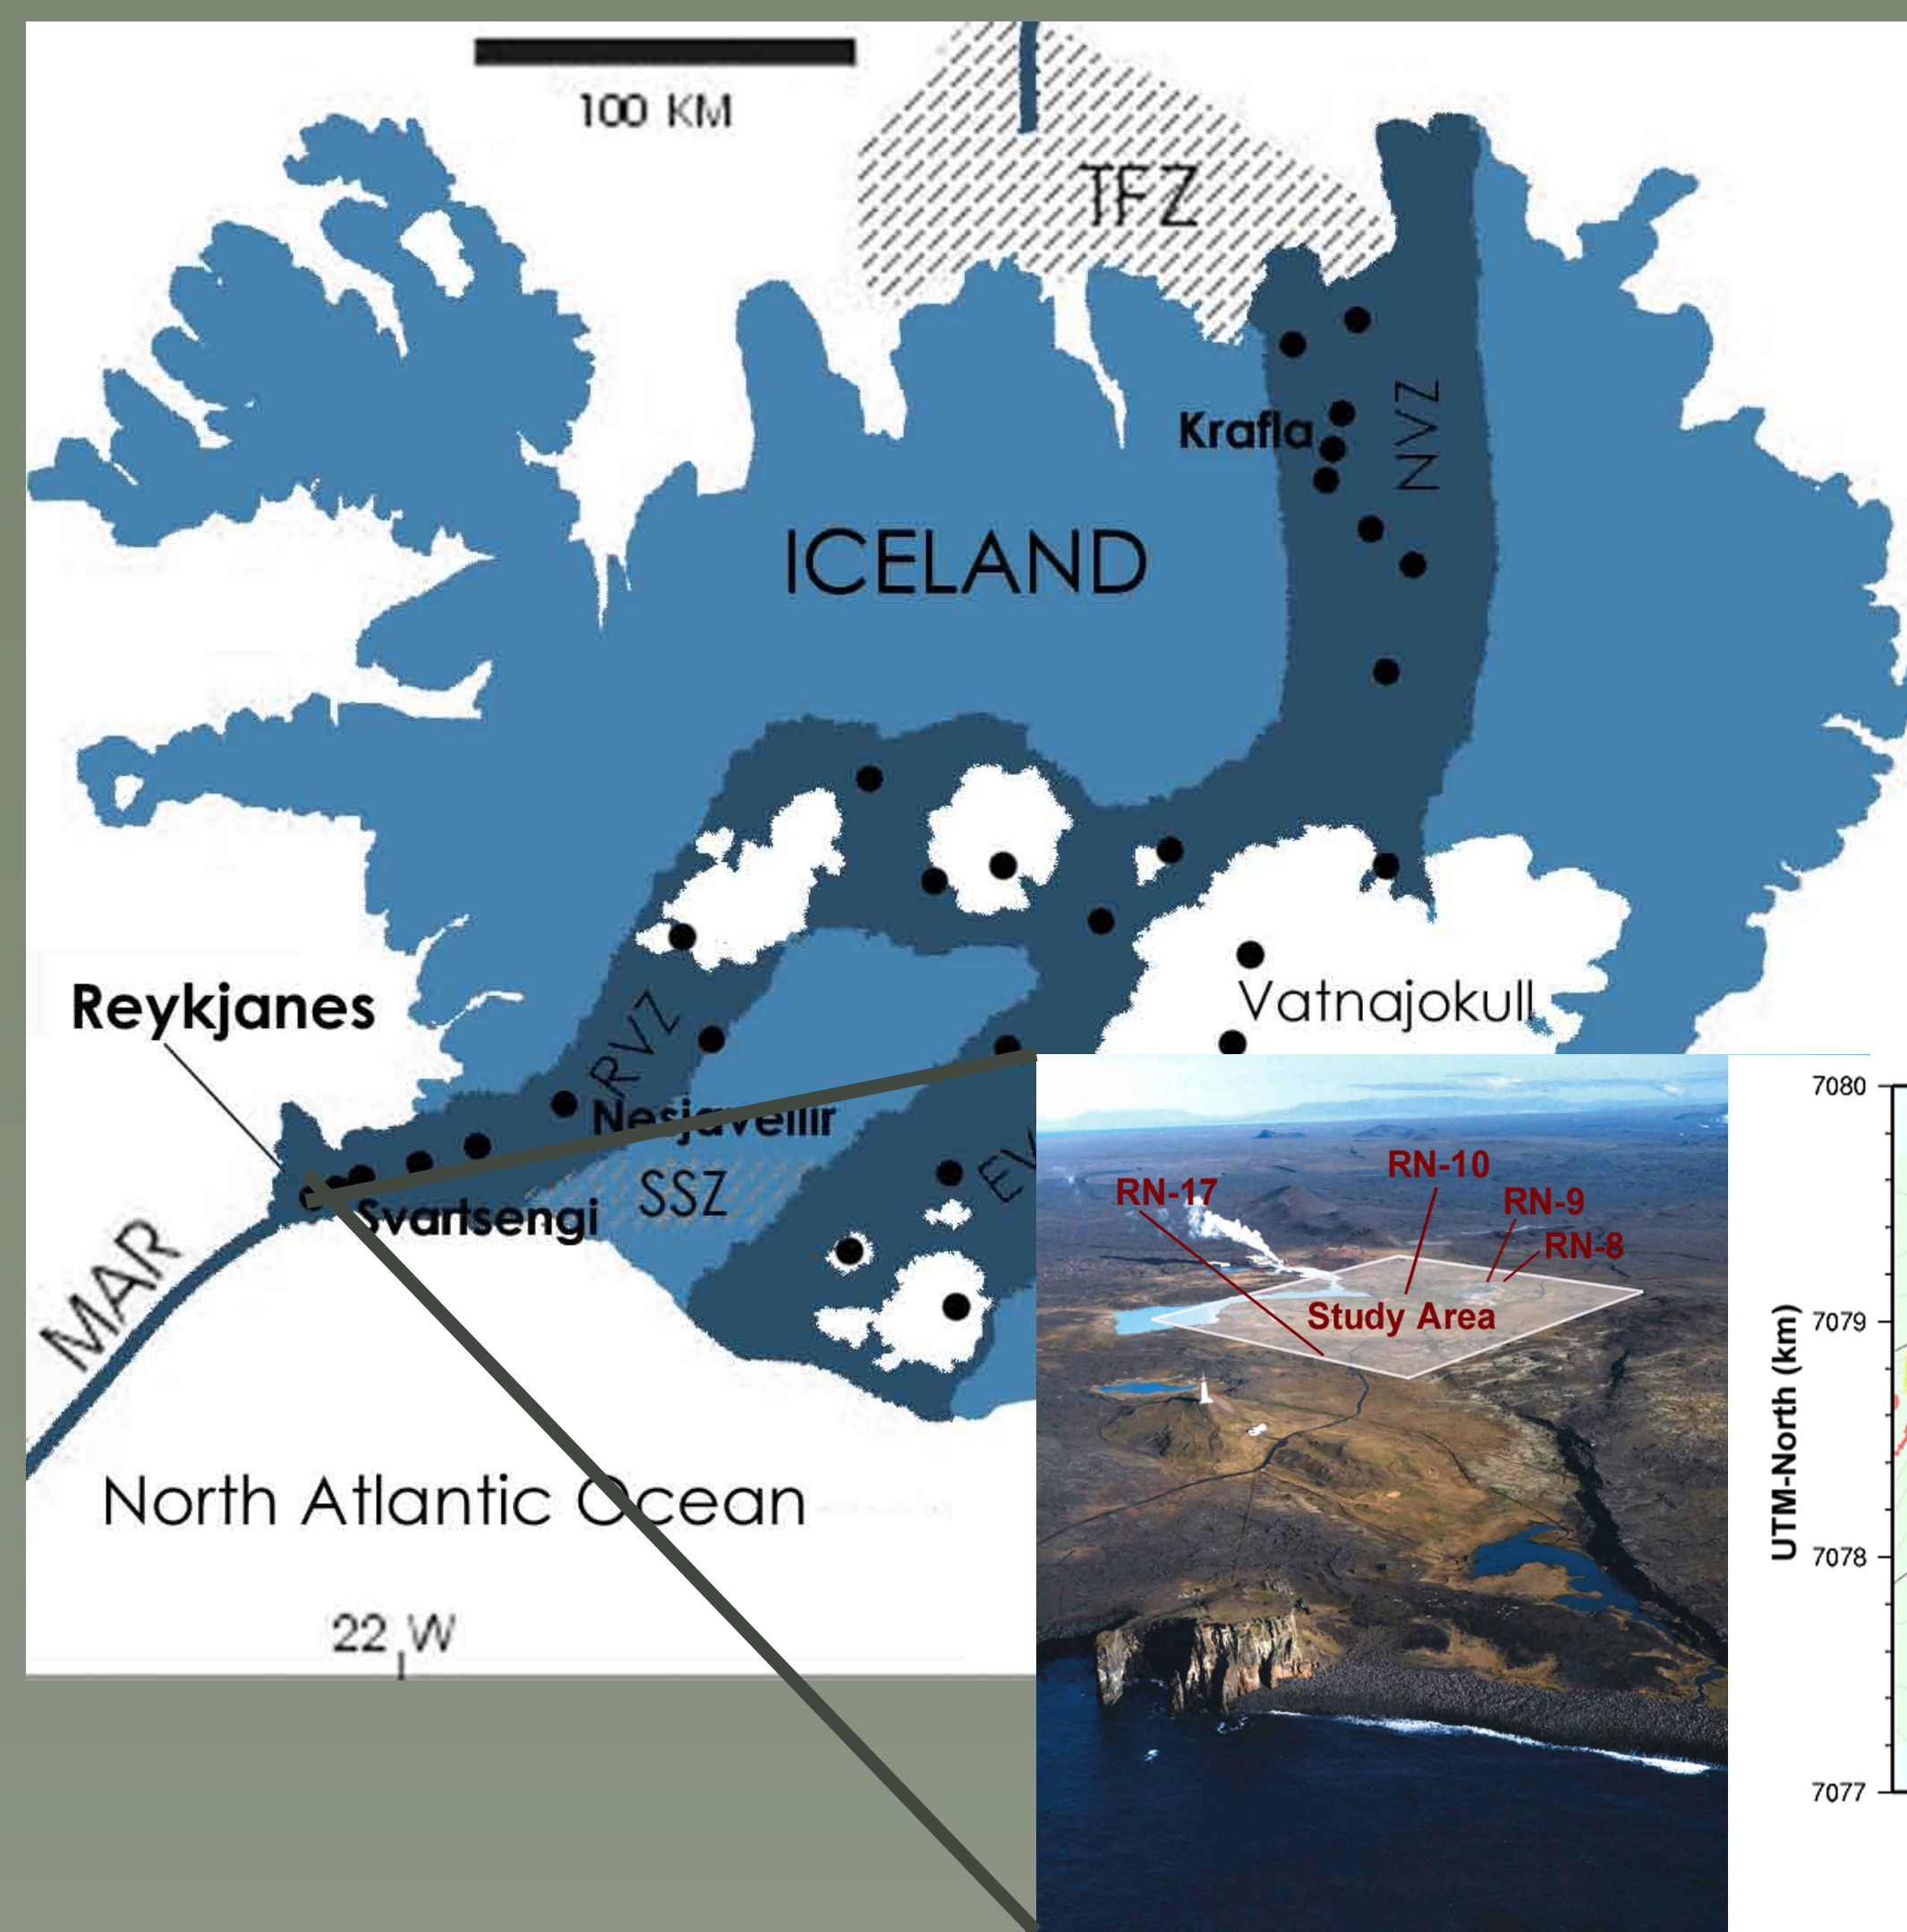 100 KM
TFZ
NVZ
Krafla
ICELAND
Reykjanes
Vatnajokull
RVZ
Nesjavellir
SSZ
EV
Svartsengi
MAR
North Atlantic Ocean
22 W
RN-17
RN-10
RN-9
RN-8
Study Area
UTM-North (km)
7080
7079
7078
7077